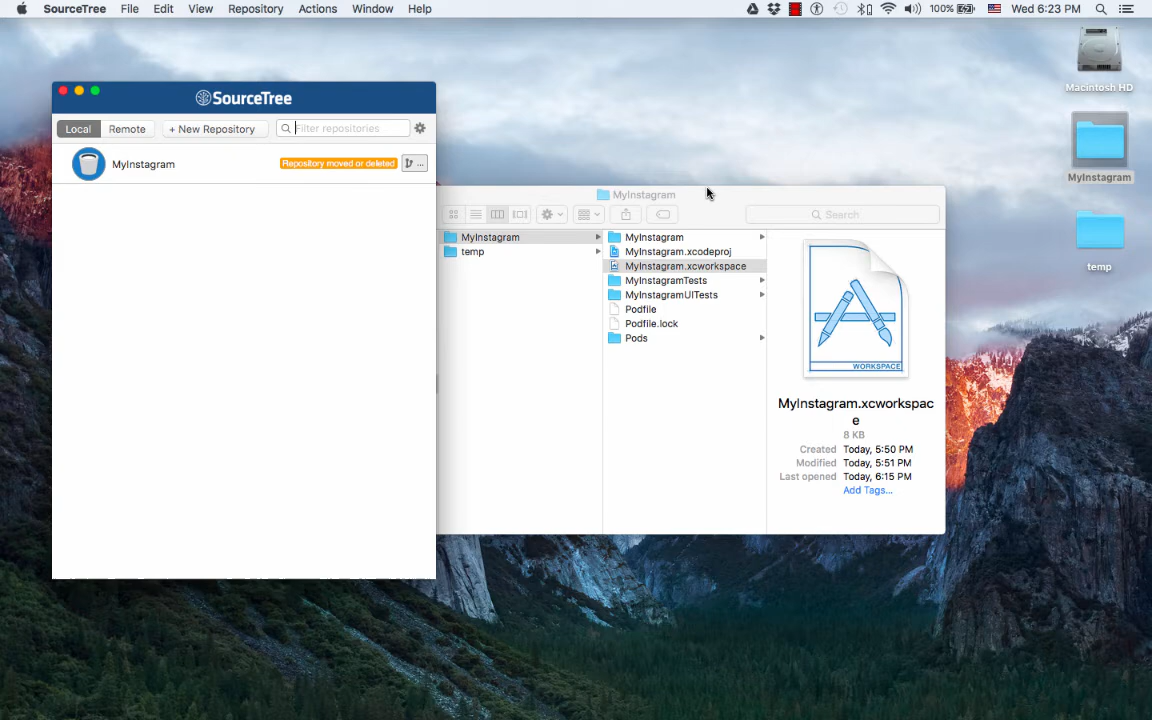 SourceTree File Edit View Repository Actions Window Help 100% Wed 6:23 PM
Macintosh HD
MyInstagram
temp
SourceTree
Local Remote + New Repository Filter repositories
MyInstagram Repository moved or deleted ...
MyInstagram
Search
MyInstagram
temp
MyInstagram
MyInstagram.xcodeproj
MyInstagram.xcworkspace
MyInstagramTests
MyInstagramUITests
Podfile
Podfile.lock
Pods
WORKSPACE
MyInstagram.xcworkspac
e
8 KB
Created Today, 5:50 PM
Modified Today, 5:51 PM
Last opened Today, 6:15 PM
Add Tags...